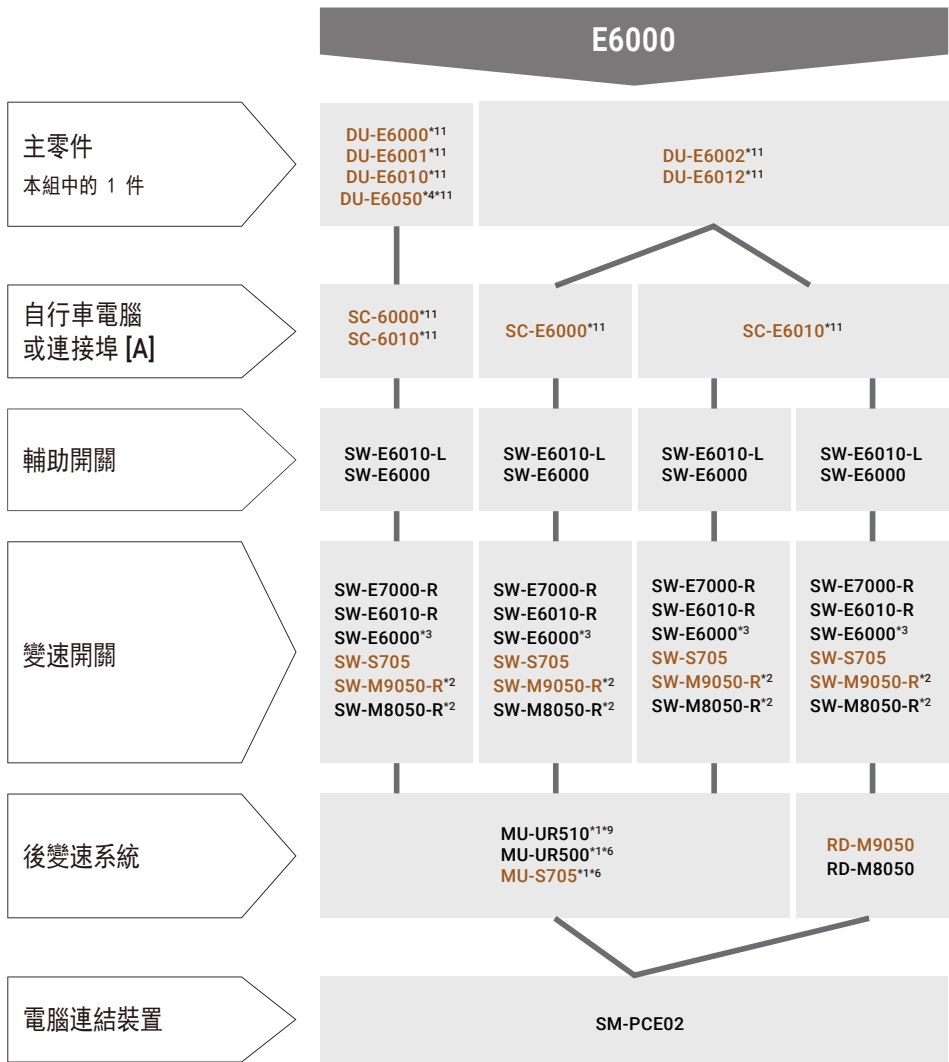 E6000
主零件
本組中的 1 件
DU-E6000*11
DU-E6001*11
DU-E6010*11
DU-E6050*4*11
DU-E6002*11
DU-E6012*11
自行車電腦
或連接埠 [A]
SC-6000*11
SC-6010*11
SC-E6000*11
SC-E6010*11
輔助開關
SW-E6010-L
SW-E6000
SW-E6010-L
SW-E6000
SW-E6010-L
SW-E6000
SW-E6010-L
SW-E6000
變速開關
SW-E7000-R
SW-E6010-R
SW-E6000*3
SW-S705
SW-M9050-R*2
SW-M8050-R*2
SW-E7000-R
SW-E6010-R
SW-E6000*3
SW-S705
SW-M9050-R*2
SW-M8050-R*2
SW-E7000-R
SW-E6010-R
SW-E6000*3
SW-S705
SW-M9050-R*2
SW-M8050-R*2
SW-E7000-R
SW-E6010-R
SW-E6000*3
SW-S705
SW-M9050-R*2
SW-M8050-R*2
後變速系統
MU-UR510*1*9
MU-UR500*1*6
MU-S705*1*6
RD-M9050
RD-M8050
電腦連結裝置
SM-PCE02